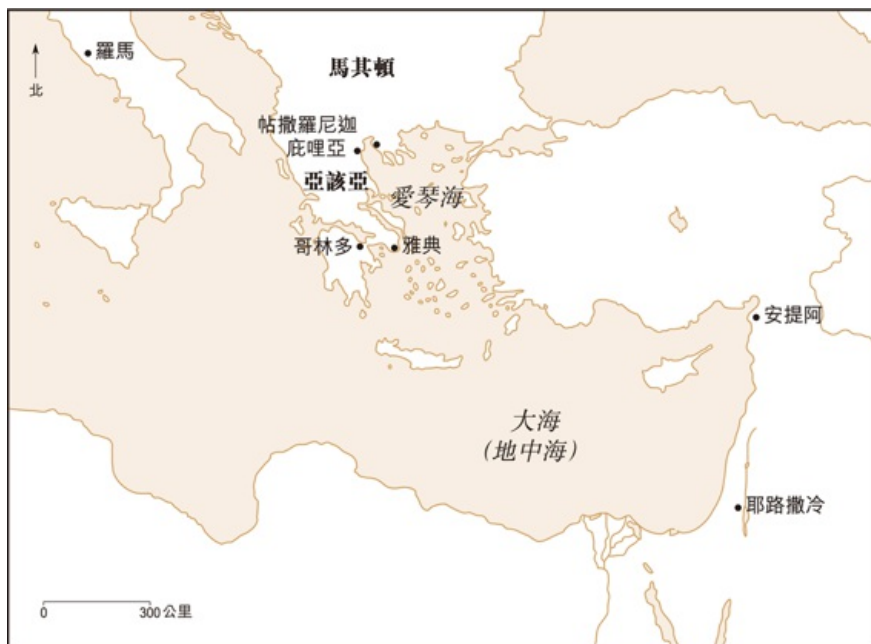 羅馬
北
馬其頓
帖撒羅尼迦
庇哩亞
亞該亞
愛琴海
哥林多
雅典
安提阿
大海
(地中海)
耶路撒冷
0 300公里